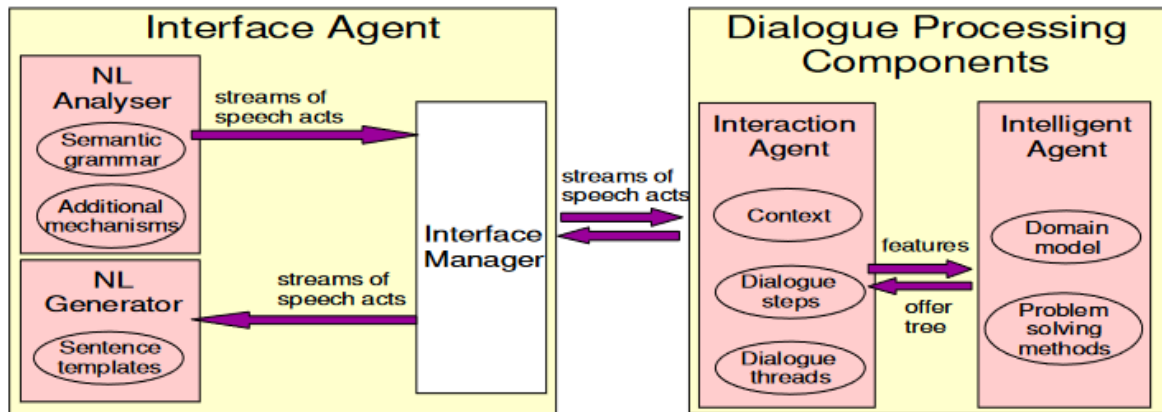 Interface Agent
NL
Analyser
Semantic
grammar
Additional
mechanisms
streams of
speech acts
NL
Generator
Sentence
templates
streams of
speech acts
Interface
Manager
streams of
speech acts
Dialogue Processing
Components
Interaction
Agent
Context
Dialogue
steps
Dialogue
threads
features
offer
tree
Intelligent
Agent
Domain
model
Problem
solving
methods